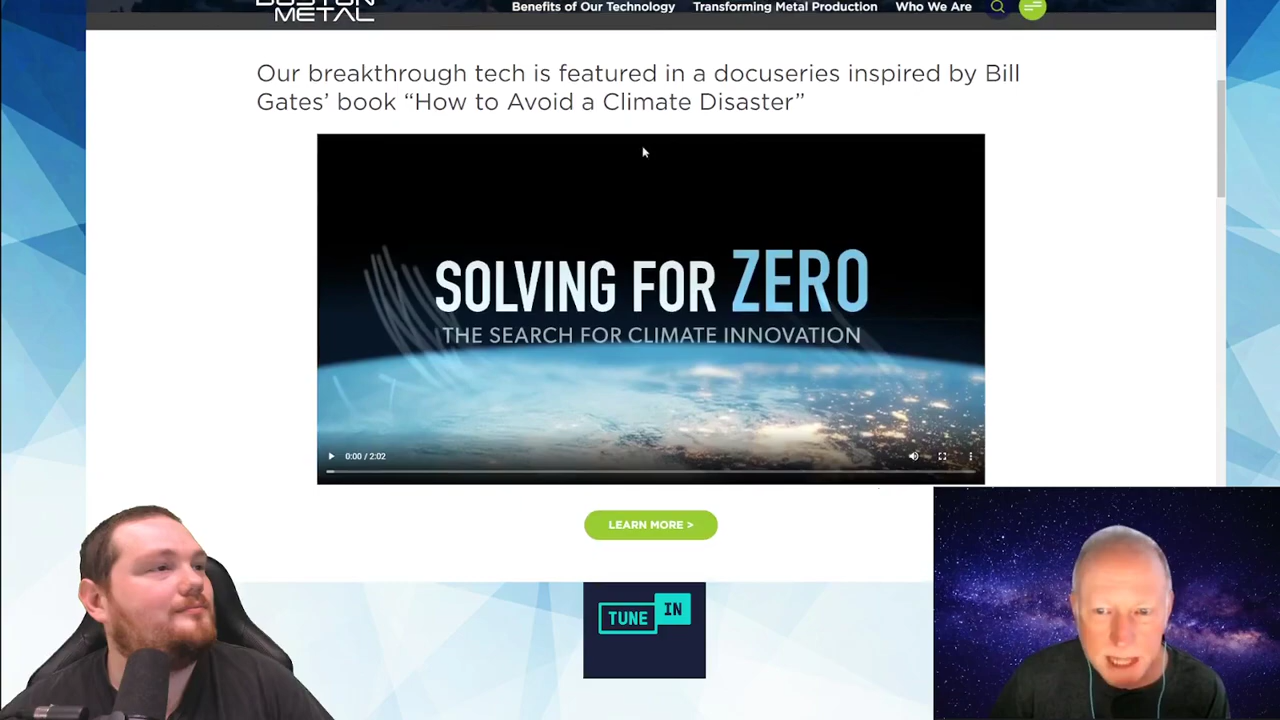 BOSTON
METAL
Benefits of Our Technology
Transforming Metal Production
Who We Are
Our breakthrough tech is featured in a docuseries inspired by Bill
Gates’ book “How to Avoid a Climate Disaster”
SOLVING FOR ZERO
THE SEARCH FOR CLIMATE INNOVATION
0:00 / 2:02
LEARN MORE >
TUNE IN